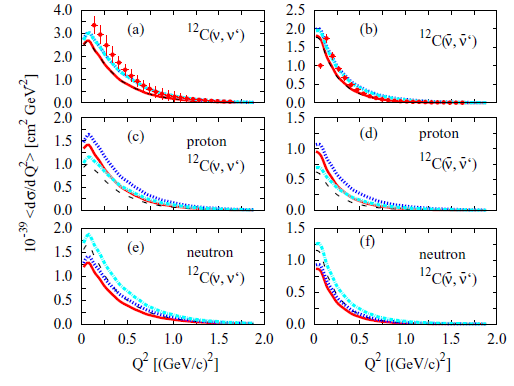 4.0
3.0
2.0
1.0
0.0
(a)
¹²C(ν, ν‘)
2.5
2.0
1.5
1.0
0.5
0.0
(b)
¹²C(ν̄, ν̄‘)
10⁻³⁹ <dσ/dQ²> [cm² GeV⁻²]
2.0
1.5
1.0
0.5
0.0
(c)
proton
¹²C(ν, ν‘)
1.5
1.0
0.5
0.0
(d)
proton
¹²C(ν̄, ν̄‘)
2.0
1.5
1.0
0.5
0.0
(e)
neutron
¹²C(ν, ν‘)
1.5
1.0
0.5
0.0
(f)
neutron
¹²C(ν̄, ν̄‘)
0 0.5 1.0 1.5 2.0
0 0.5 1.0 1.5 2.0
Q² [(GeV/c)²]
Q² [(GeV/c)²]